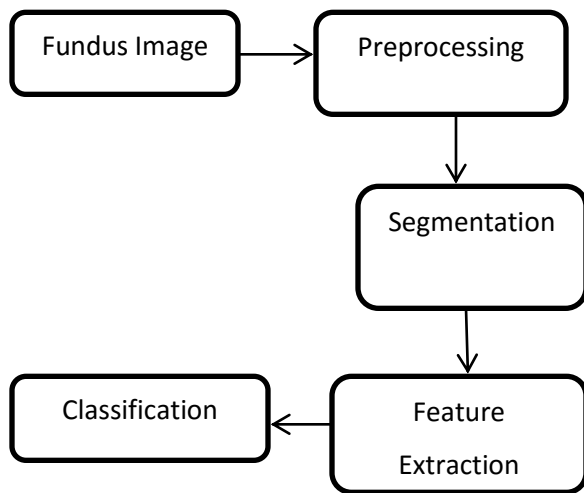 Fundus Image
Preprocessing
Segmentation
Feature
Extraction
Classification